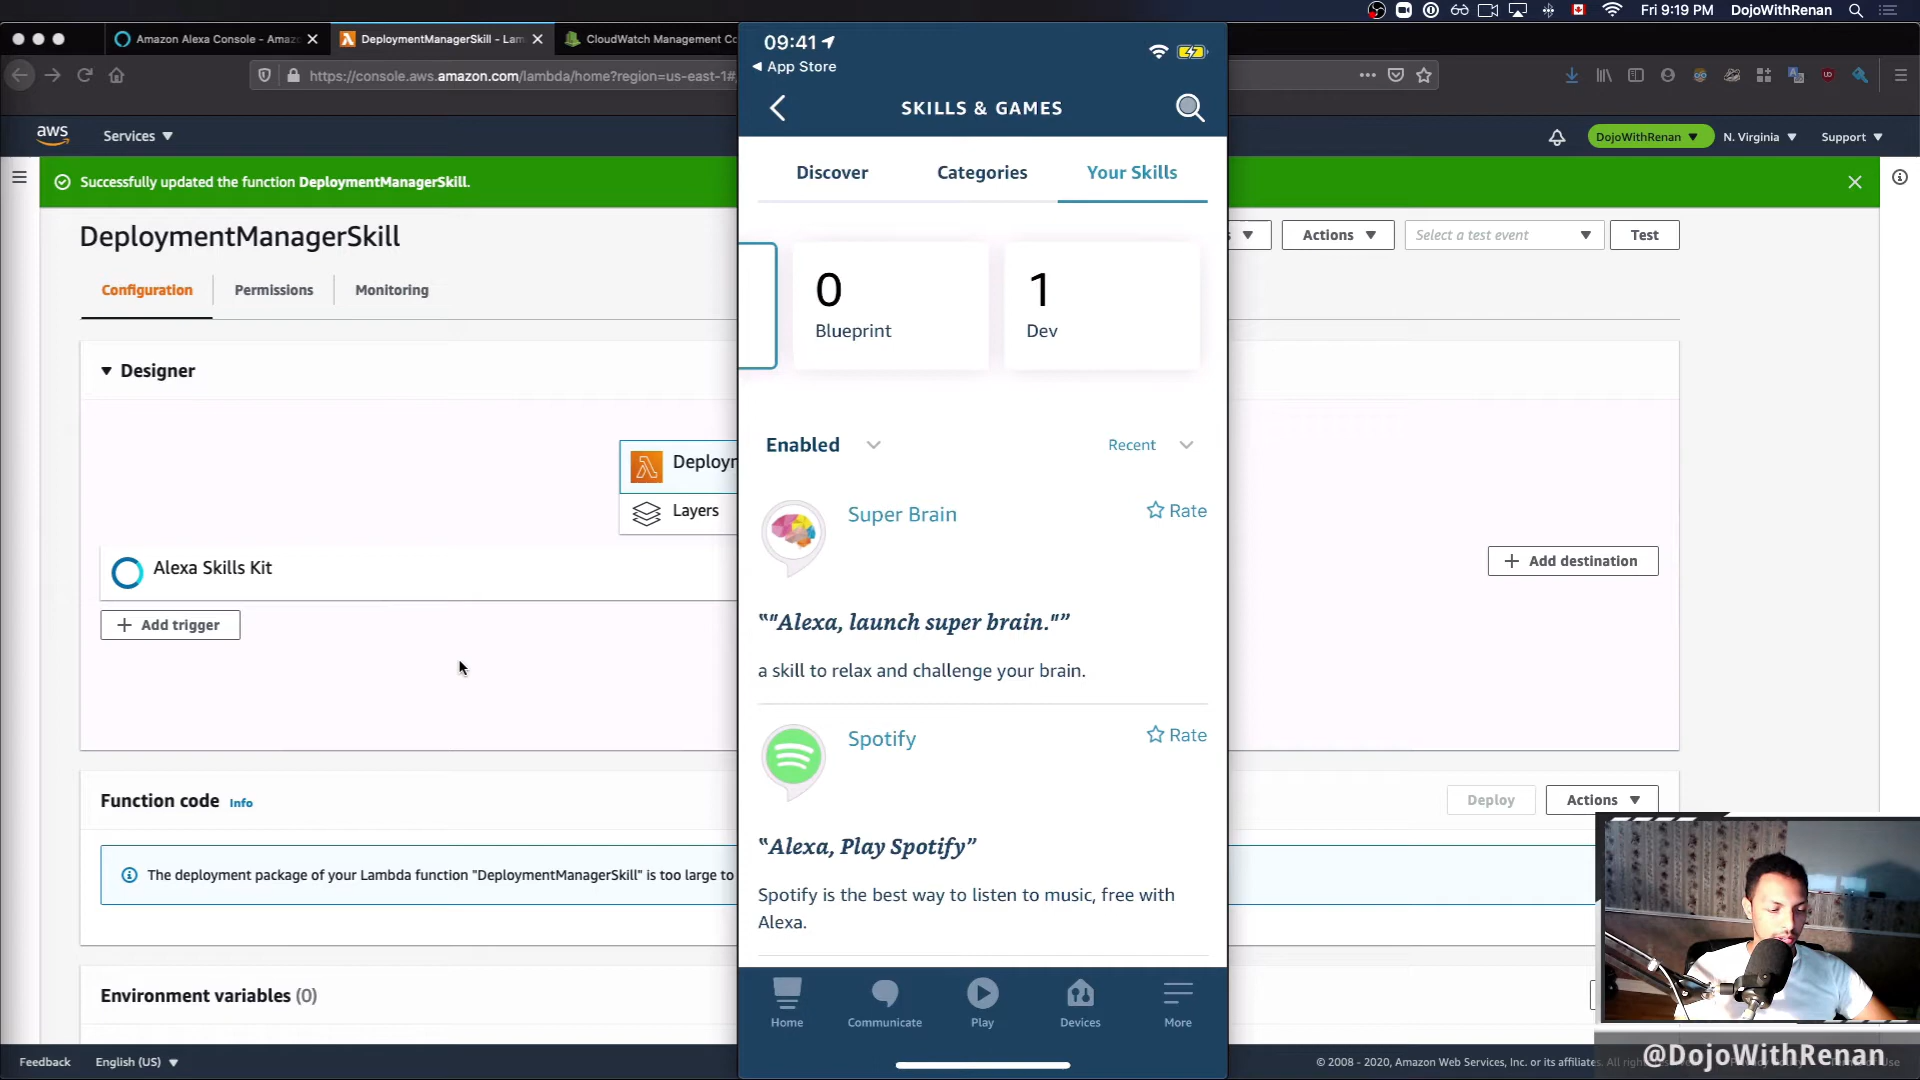 Fri 9:19 PM DojoWithRenan
Amazon Alexa Console - Amaz
DeploymentManagerSkill - Lam
CloudWatch Management Co
https://console.aws.amazon.com/lambda/home?region=us-east-1#
aws Services
DojoWithRenan N. Virginia Support
Successfully updated the function DeploymentManagerSkill.
DeploymentManagerSkill
Actions Select a test event Test
Configuration Permissions Monitoring
Designer
Deployn
Layers
Alexa Skills Kit
+ Add trigger
+ Add destination
Function code Info
Deploy Actions
The deployment package of your Lambda function "DeploymentManagerSkill" is too large to
Environment variables (0)
Feedback English (US)
© 2008 - 2020, Amazon Web Services, Inc. or its affiliates. All
@DojoWithRenan
09:41
App Store
SKILLS & GAMES
Discover Categories Your Skills
0
Blueprint
1
Dev
Enabled
Recent
Super Brain
Rate
“"Alexa, launch super brain."”
a skill to relax and challenge your brain.
Spotify
Rate
“Alexa, Play Spotify”
Spotify is the best way to listen to music, free with
Alexa.
Home Communicate Play Devices More